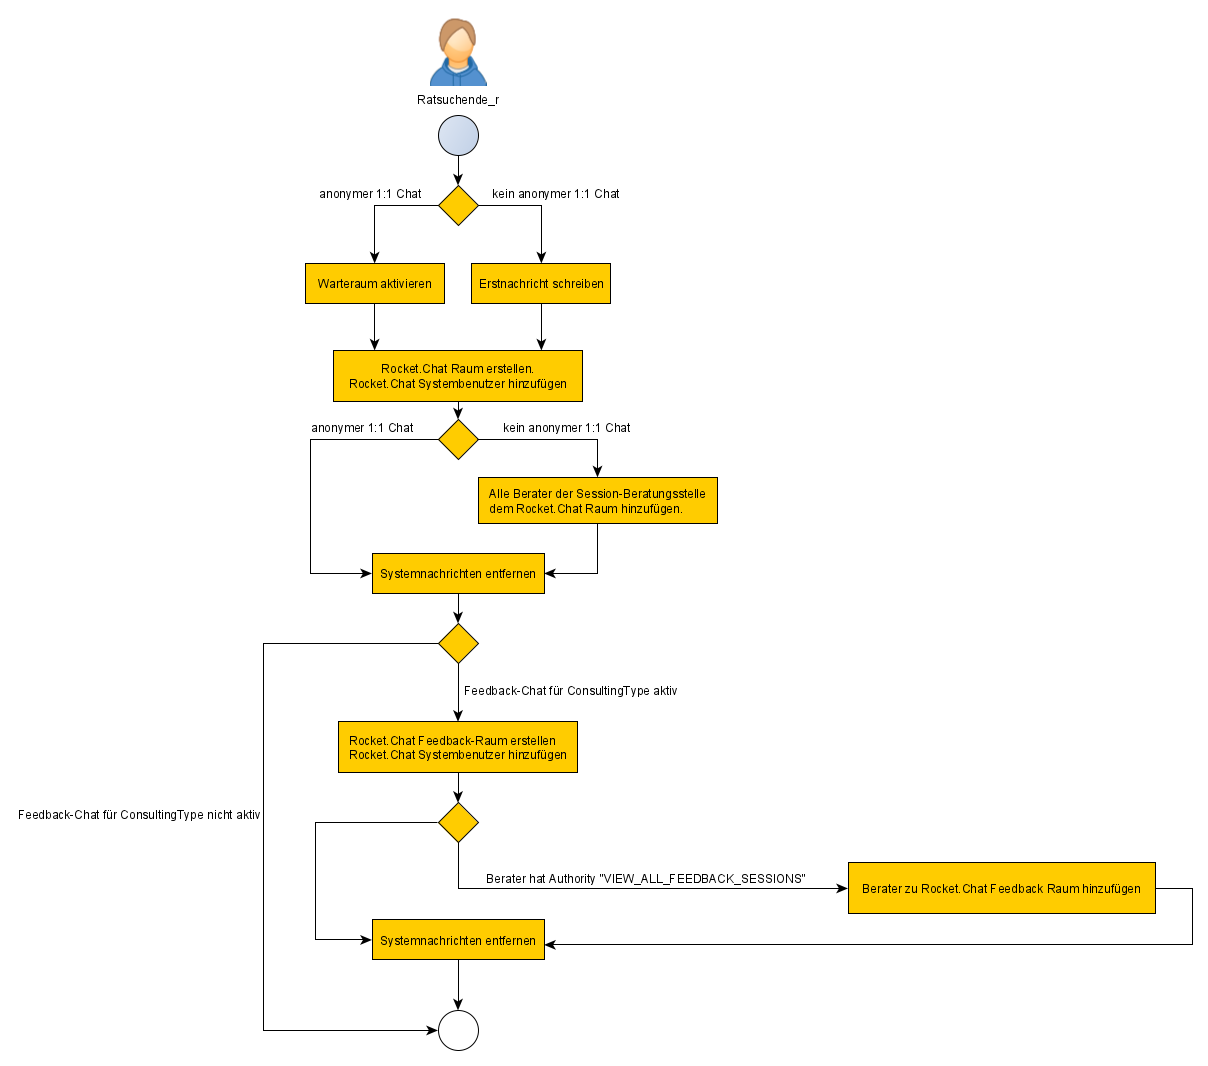 Ratsuchende_r
anonymer 1:1 Chat
kein anonymer 1:1 Chat
Warteraum aktivieren
Erstnachricht schreiben
Rocket.Chat Raum erstellen.
Rocket.Chat Systembenutzer hinzufügen
anonymer 1:1 Chat
kein anonymer 1:1 Chat
Alle Berater der Session-Beratungsstelle
dem Rocket.Chat Raum hinzufügen.
Systemnachrichten entfernen
Feedback-Chat für ConsultingType aktiv
Rocket.Chat Feedback-Raum erstellen
Rocket.Chat Systembenutzer hinzufügen
Feedback-Chat für ConsultingType nicht aktiv
Berater hat Authority "VIEW_ALL_FEEDBACK_SESSIONS"
Berater zu Rocket.Chat Feedback Raum hinzufügen
Systemnachrichten entfernen